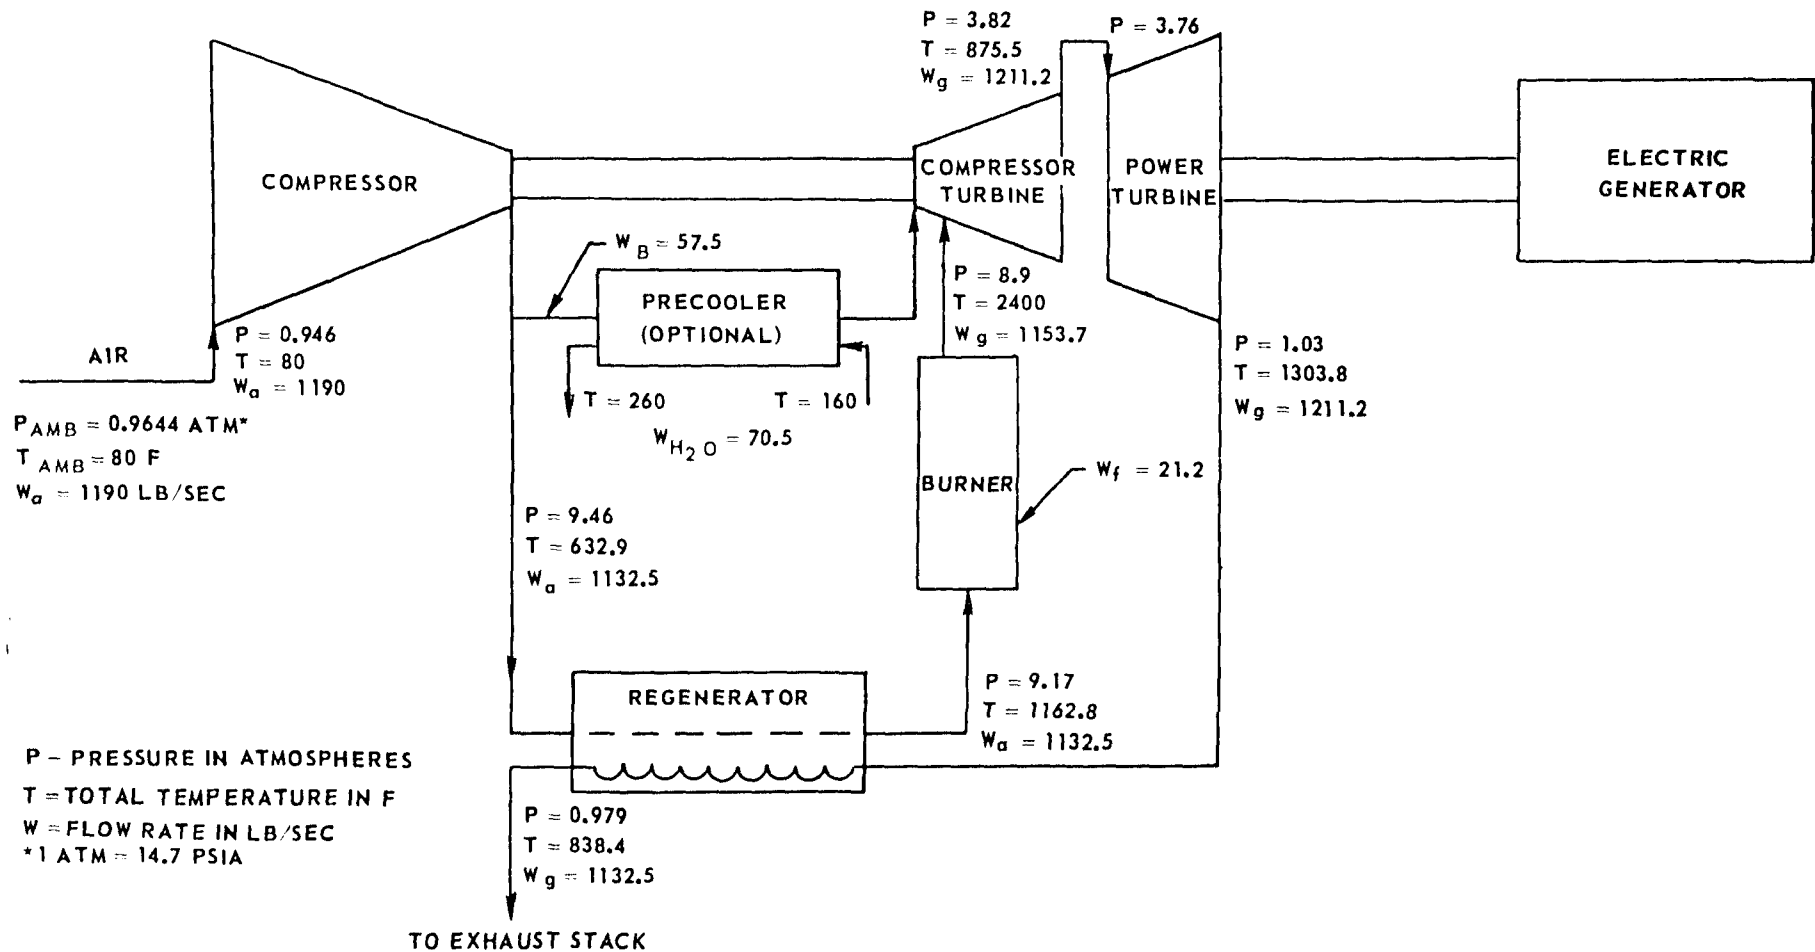 P = 3.82
T = 875.5
Wg = 1211.2
P = 3.76
COMPRESSOR
COMPRESSOR
TURBINE
POWER
TURBINE
ELECTRIC
GENERATOR
W B = 57.5
PRECOOLER
(OPTIONAL)
P = 8.9
T = 2400
Wg = 1153.7
AIR
P = 0.946
T = 80
Wa = 1190
P = 1.03
T = 1303.8
Wg = 1211.2
T = 260
T = 160
WH2O = 70.5
PAMB = 0.9644 ATM*
TAMB = 80 F
Wa = 1190 LB/SEC
BURNER
Wf = 21.2
P = 9.46
T = 632.9
Wa = 1132.5
REGENERATOR
P = 9.17
T = 1162.8
Wa = 1132.5
P – PRESSURE IN ATMOSPHERES
T = TOTAL TEMPERATURE IN F
W = FLOW RATE IN LB/SEC
*1 ATM = 14.7 PSIA
P = 0.979
T = 838.4
Wg = 1132.5
TO EXHAUST STACK